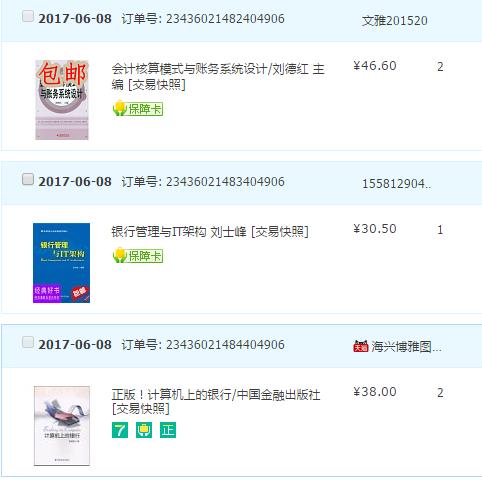 2017-06-08 订单号: 23436021482404906 文雅201520
包邮
与账务系统设计
会计核算模式与账务系统设计/刘德红 主
编 [交易快照]
¥46.60 2
保障卡
2017-06-08 订单号: 23436021483404906 155812904..
银行管理
与IT架构
经典好书
包邮
银行管理与IT架构 刘士峰 [交易快照]
¥30.50 1
保障卡
2017-06-08 订单号: 23436021484404906 天猫 海兴博雅图...
计算机上的银行
正版！计算机上的银行/中国金融出版社
[交易快照]
¥38.00 2
7 正